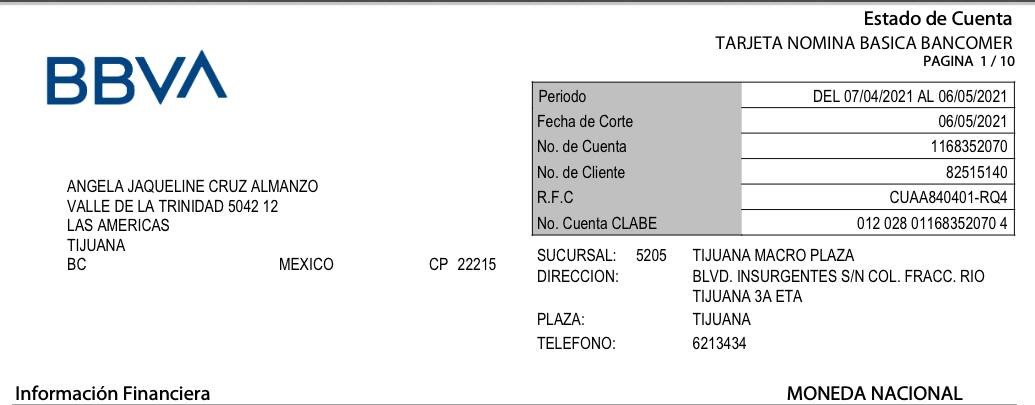 Estado de Cuenta
TARJETA NOMINA BASICA BANCOMER
PAGINA 1 / 10
BBVA
Periodo DEL 07/04/2021 AL 06/05/2021
Fecha de Corte 06/05/2021
No. de Cuenta 1168352070
No. de Cliente 82515140
R.F.C CUAA840401-RQ4
No. Cuenta CLABE 012 028 01168352070 4
ANGELA JAQUELINE CRUZ ALMANZO
VALLE DE LA TRINIDAD 5042 12
LAS AMERICAS
TIJUANA
BC MEXICO CP 22215
SUCURSAL: 5205 TIJUANA MACRO PLAZA
DIRECCION: BLVD. INSURGENTES S/N COL. FRACC. RIO
TIJUANA 3A ETA
PLAZA: TIJUANA
TELEFONO: 6213434
Información Financiera MONEDA NACIONAL